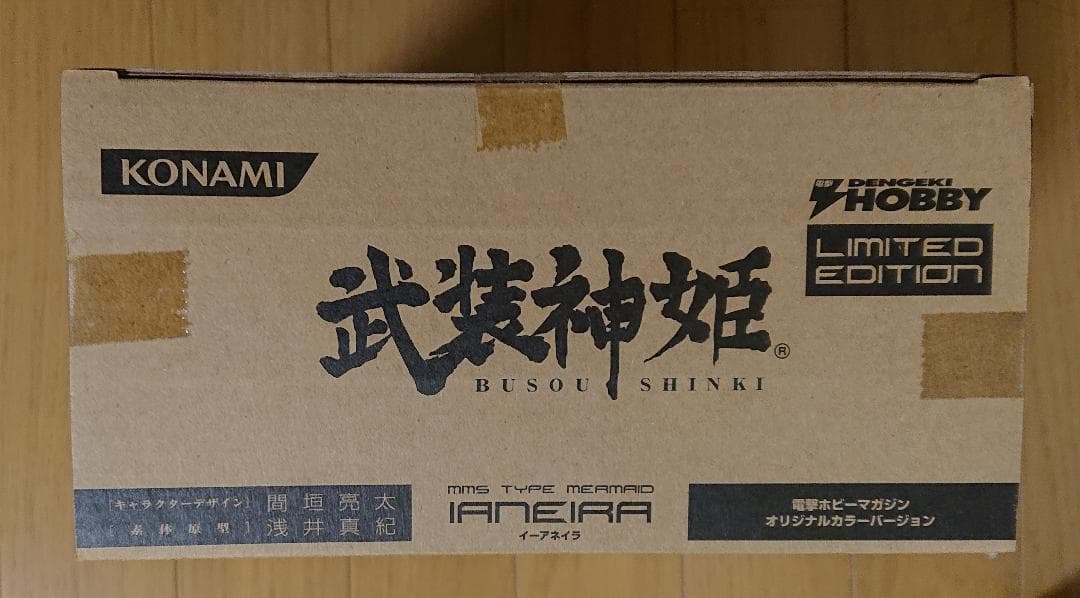 KONAMI
電撃
DENGEKI
HOBBY
LIMITED
EDITION
武装神姫®
BUSOU SHINKI
[キャラクターデザイン] 間垣亮太
[素体原型] 浅井真紀
MMS TYPE MERMAID
IANEIRA
イーアネイラ
電撃ホビーマガジン
オリジナルカラーバージョン